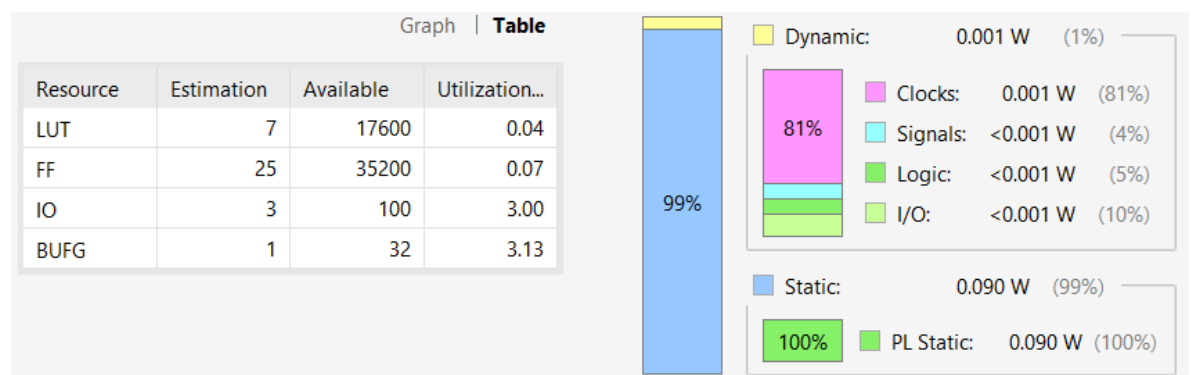 Graph | Table
Resource Estimation Available Utilization...
LUT 7 17600 0.04
FF 25 35200 0.07
IO 3 100 3.00
BUFG 1 32 3.13
99%
Dynamic: 0.001 W (1%)
81%
Clocks: 0.001 W (81%)
Signals: <0.001 W (4%)
Logic: <0.001 W (5%)
I/O: <0.001 W (10%)
Static: 0.090 W (99%)
100% PL Static: 0.090 W (100%)